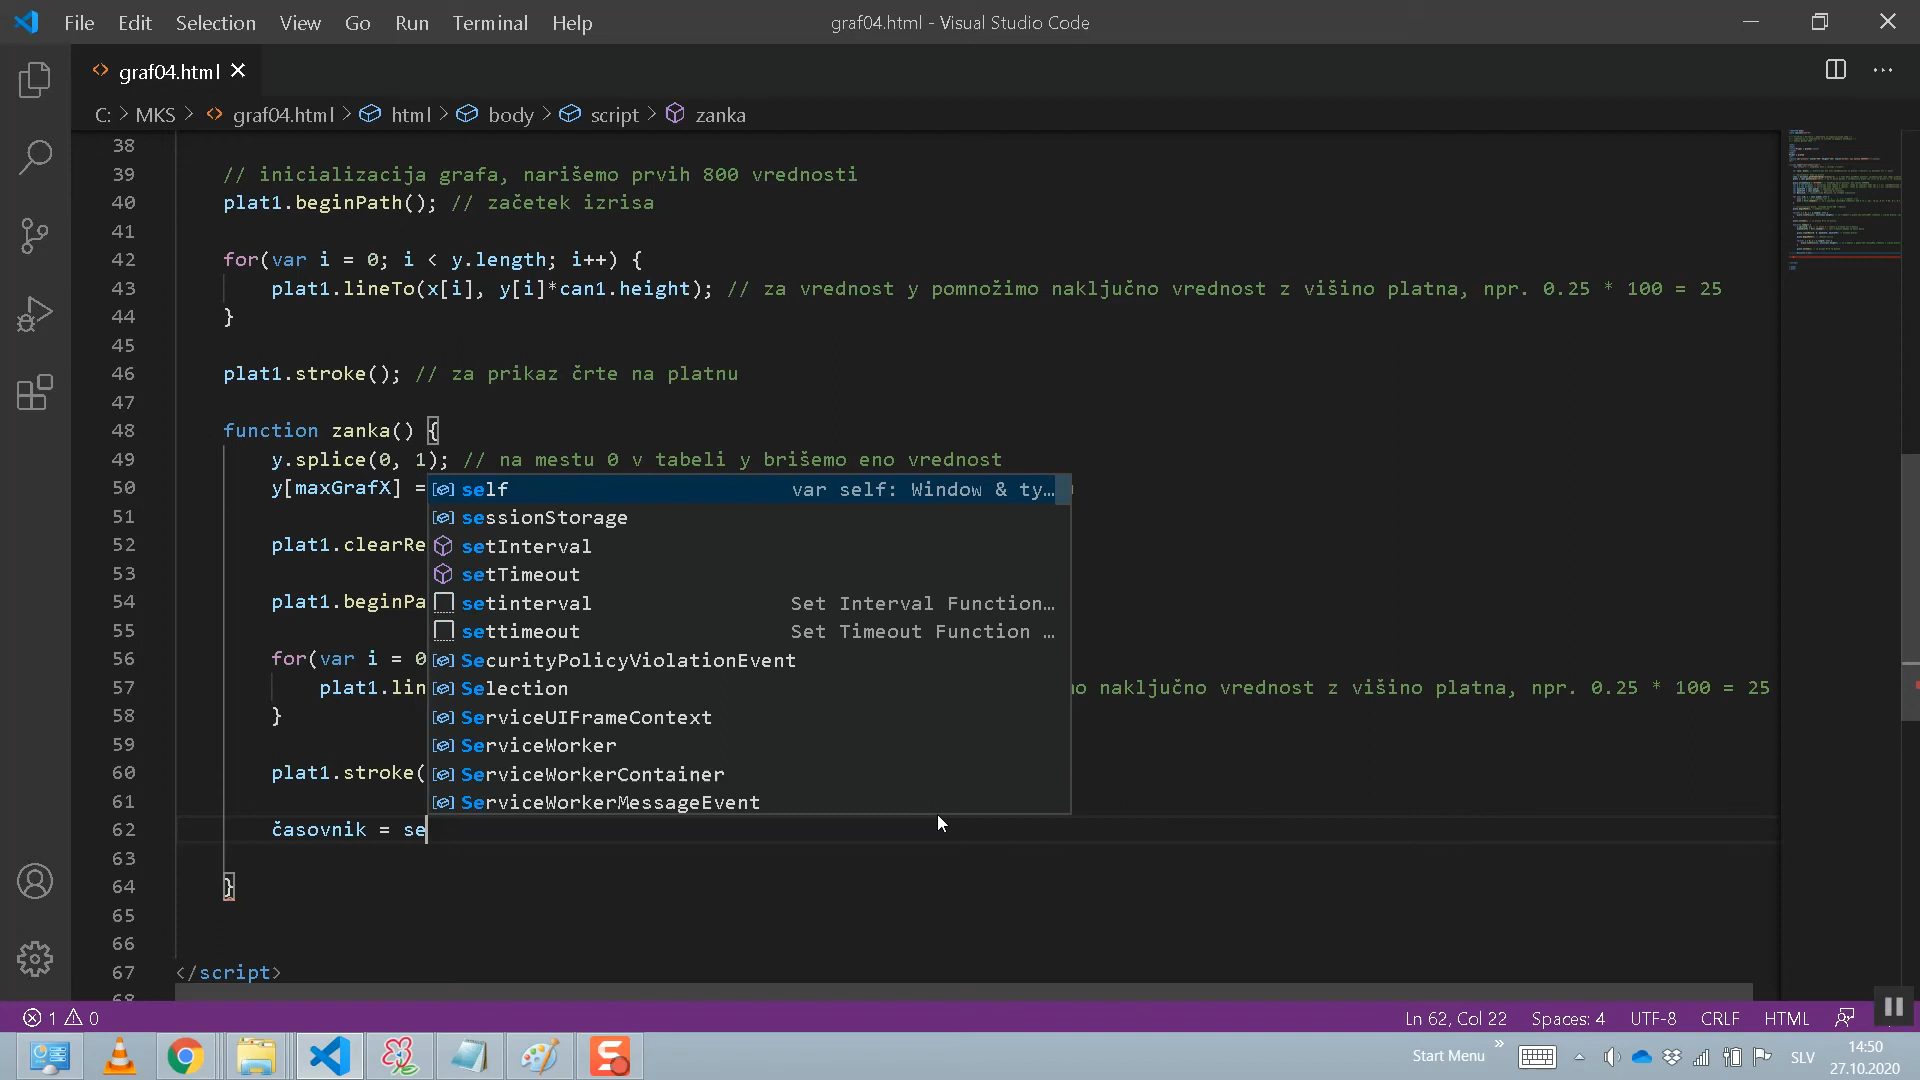 File Edit Selection View Go Run Terminal Help graf04.html - Visual Studio Code
graf04.html
C: > MKS > graf04.html > html > body > script > zanka
38
39 // inicializacija grafa, narišemo prvih 800 vrednosti
40 plat1.beginPath(); // začetek izrisa
41
42 for(var i = 0; i < y.length; i++) {
43 plat1.lineTo(x[i], y[i]*can1.height); // za vrednost y pomnožimo naključno vrednost z višino platna, npr. 0.25 * 100 = 25
44 }
45
46 plat1.stroke(); // za prikaz črte na platnu
47
48 function zanka() {
49 y.splice(0, 1); // na mestu 0 v tabeli y brišemo eno vrednost
50 y[maxGrafX] =
self var self: Window & ty…
51
sessionStorage
52 plat1.clearRe
setInterval
53
setTimeout
54 plat1.beginPa
setinterval Set Interval Function…
55
settimeout Set Timeout Function …
56 for(var i = 0
SecurityPolicyViolationEvent
57 plat1.lin
Selection
naključno vrednost z višino platna, npr. 0.25 * 100 = 25
58 }
ServiceUIFrameContext
59
ServiceWorker
60 plat1.stroke(
ServiceWorkerContainer
61
ServiceWorkerMessageEvent
62 časovnik = se
63
64 }
65
66
67 </script>
68
1 0 Ln 62, Col 22 Spaces: 4 UTF-8 CRLF HTML
Start Menu » SLV 14:50
27.10.2020